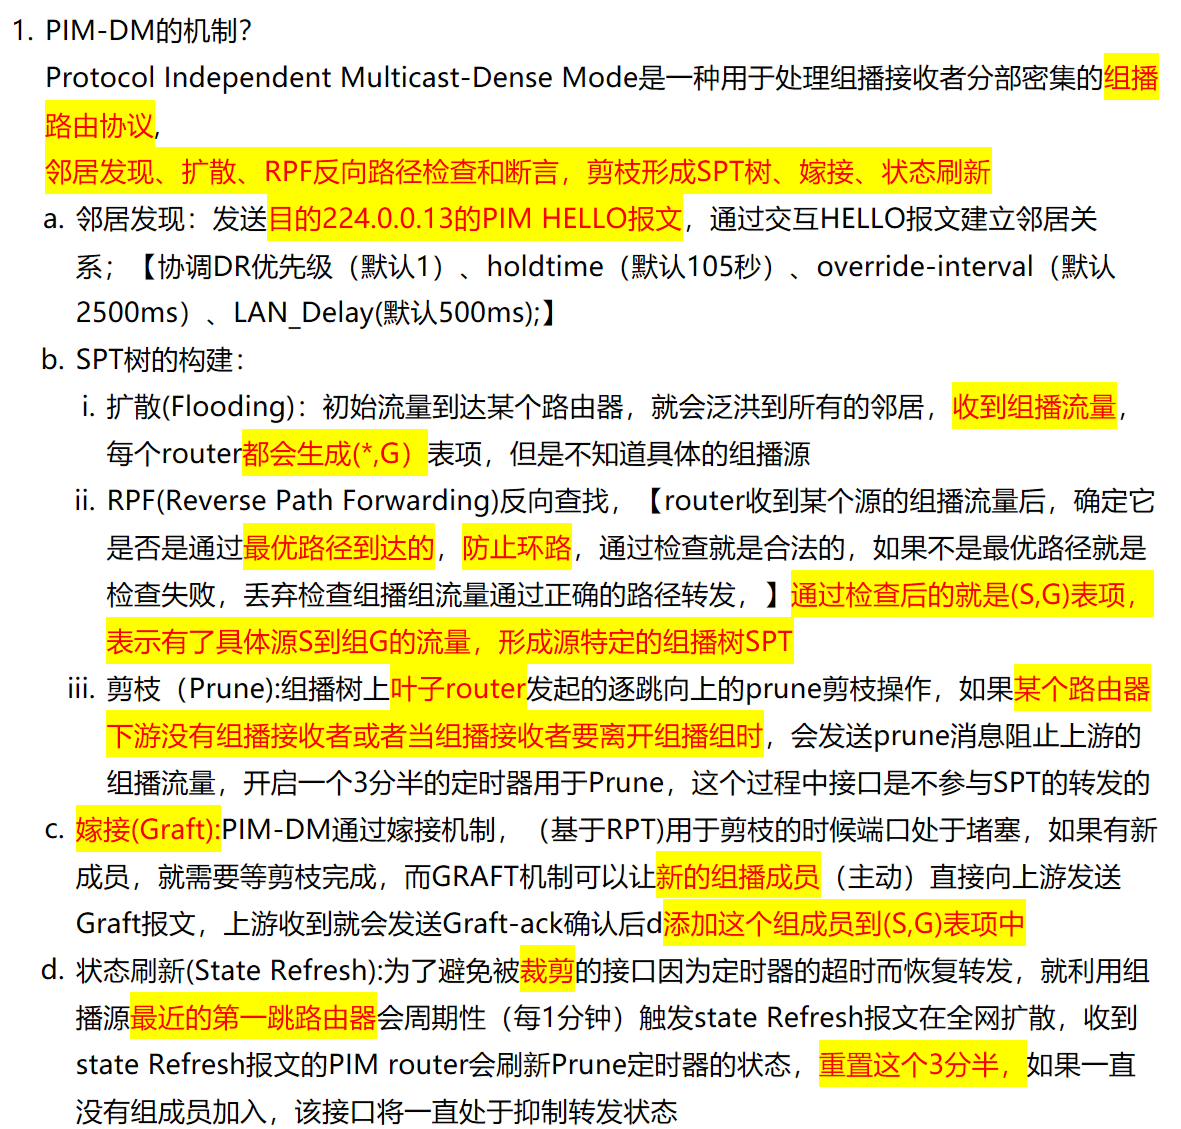 1. PIM-DM的机制?
Protocol Independent Multicast-Dense Mode是一种用于处理组播接收者分部密集的组播
路由协议,
邻居发现、扩散、RPF反向路径检查和断言，剪枝形成SPT树、嫁接、状态刷新
a. 邻居发现：发送目的224.0.0.13的PIM HELLO报文，通过交互HELLO报文建立邻居关
系；【协调DR优先级（默认1）、holdtime（默认105秒）、override-interval（默认
2500ms）、LAN_Delay(默认500ms);】
b. SPT树的构建：
i. 扩散(Flooding)：初始流量到达某个路由器，就会泛洪到所有的邻居，收到组播流量，
每个router都会生成(*,G）表项，但是不知道具体的组播源
ii. RPF(Reverse Path Forwarding)反向查找，【router收到某个源的组播流量后，确定它
是否是通过最优路径到达的，防止环路，通过检查就是合法的，如果不是最优路径就是
检查失败，丢弃检查组播组流量通过正确的路径转发，】通过检查后的就是(S,G)表项，
表示有了具体源S到组G的流量，形成源特定的组播树SPT
iii. 剪枝（Prune):组播树上叶子router发起的逐跳向上的prune剪枝操作，如果某个路由器
下游没有组播接收者或者当组播接收者要离开组播组时，会发送prune消息阻止上游的
组播流量，开启一个3分半的定时器用于Prune，这个过程中接口是不参与SPT的转发的
c. 嫁接(Graft):PIM-DM通过嫁接机制，（基于RPT)用于剪枝的时候端口处于堵塞，如果有新
成员，就需要等剪枝完成，而GRAFT机制可以让新的组播成员（主动）直接向上游发送
Graft报文，上游收到就会发送Graft-ack确认后d添加这个组成员到(S,G)表项中
d. 状态刷新(State Refresh):为了避免被裁剪的接口因为定时器的超时而恢复转发，就利用组
播源最近的第一跳路由器会周期性（每1分钟）触发state Refresh报文在全网扩散，收到
state Refresh报文的PIM router会刷新Prune定时器的状态，重置这个3分半，如果一直
没有组成员加入，该接口将一直处于抑制转发状态